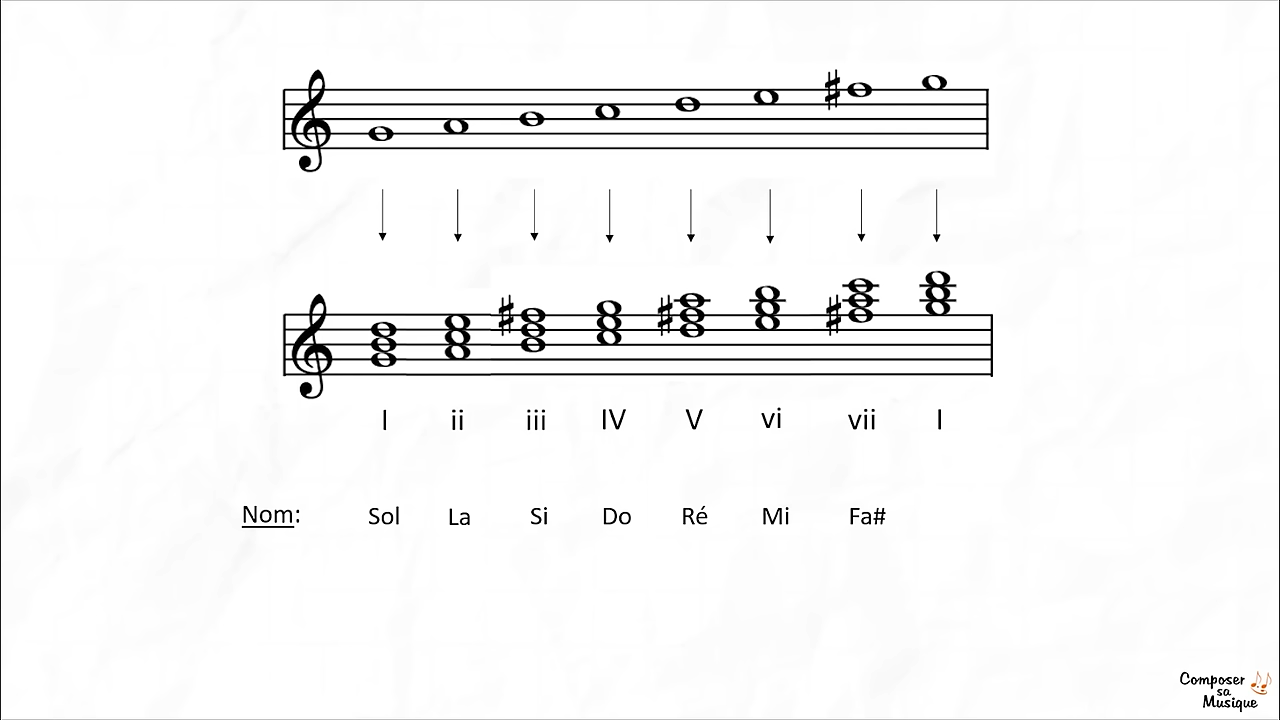 I ii iii IV V vi vii I
Nom: Sol La Si Do Ré Mi Fa#
Composer
sa
Musique